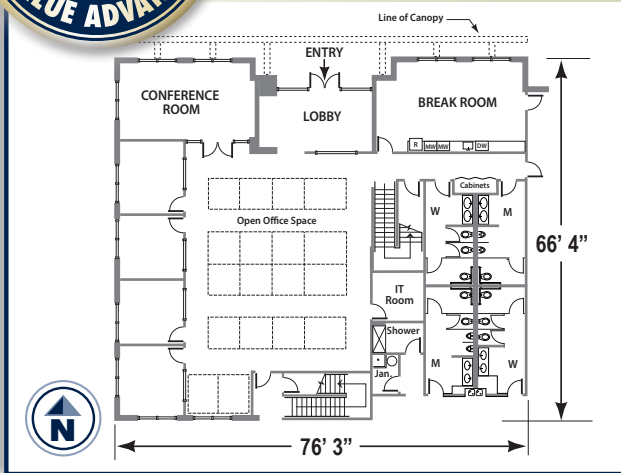 LUE ADVA
Line of Canopy
ENTRY
CONFERENCE
ROOM
LOBBY
BREAK ROOM
R
MW
MW
DW
Cabinets
W
M
Open Office Space
66’ 4”
IT
Room
Shower
Jan.
M
W
N
76’ 3”